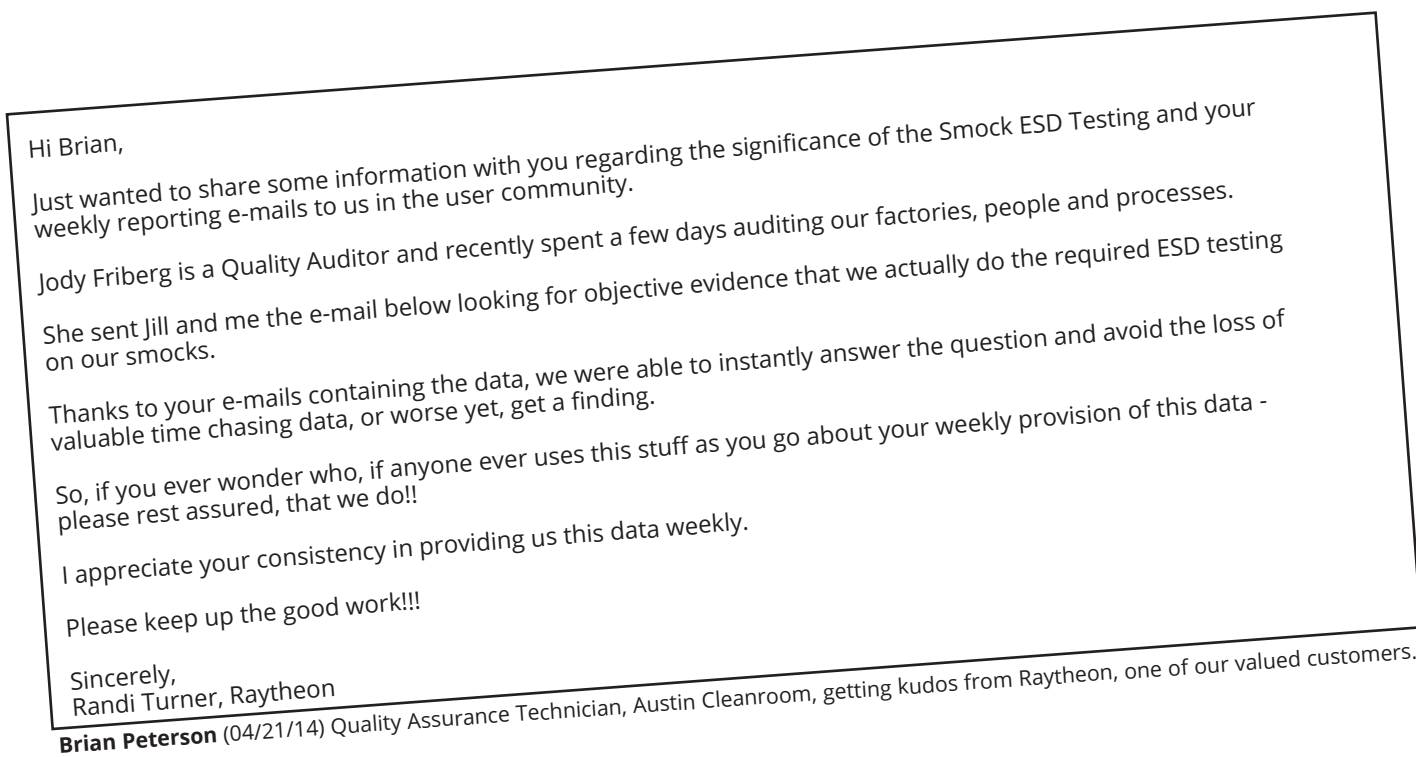 Hi Brian,
Just wanted to share some information with you regarding the significance of the Smock ESD Testing and your
weekly reporting e-mails to us in the user community.
Jody Friberg is a Quality Auditor and recently spent a few days auditing our factories, people and processes.
She sent Jill and me the e-mail below looking for objective evidence that we actually do the required ESD testing
on our smocks.
Thanks to your e-mails containing the data, we were able to instantly answer the question and avoid the loss of
valuable time chasing data, or worse yet, get a finding.
So, if you ever wonder who, if anyone ever uses this stuff as you go about your weekly provision of this data -
please rest assured, that we do!!
I appreciate your consistency in providing us this data weekly.
Please keep up the good work!!!
Sincerely,
Randi Turner, Raytheon
Brian Peterson (04/21/14) Quality Assurance Technician, Austin Cleanroom, getting kudos from Raytheon, one of our valued customers.